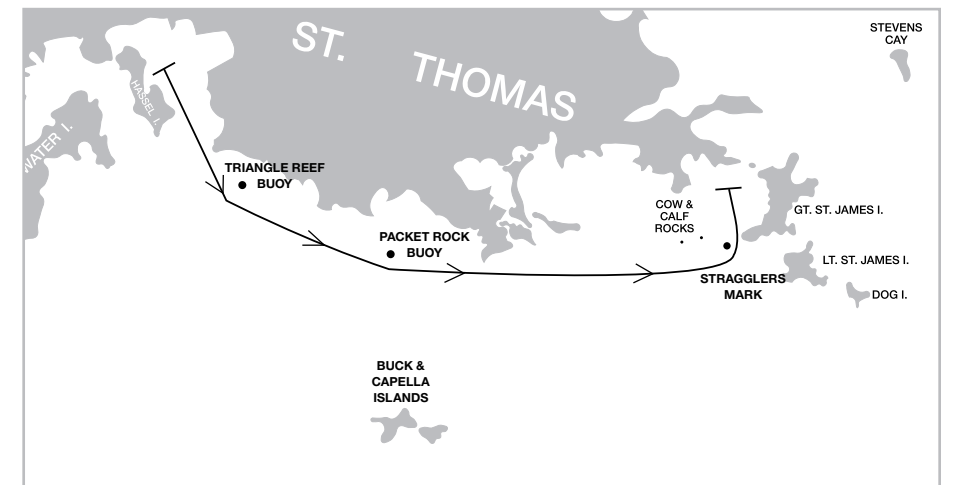 STEVENS
CAY
ST. THOMAS
HASSEL I.
WATER I.
TRIANGLE REEF
BUOY
COW &
CALF
ROCKS
GT. ST. JAMES I.
PACKET ROCK
BUOY
LT. ST. JAMES I.
STRAGGLERS
MARK
DOG I.
BUCK &
CAPELLA
ISLANDS